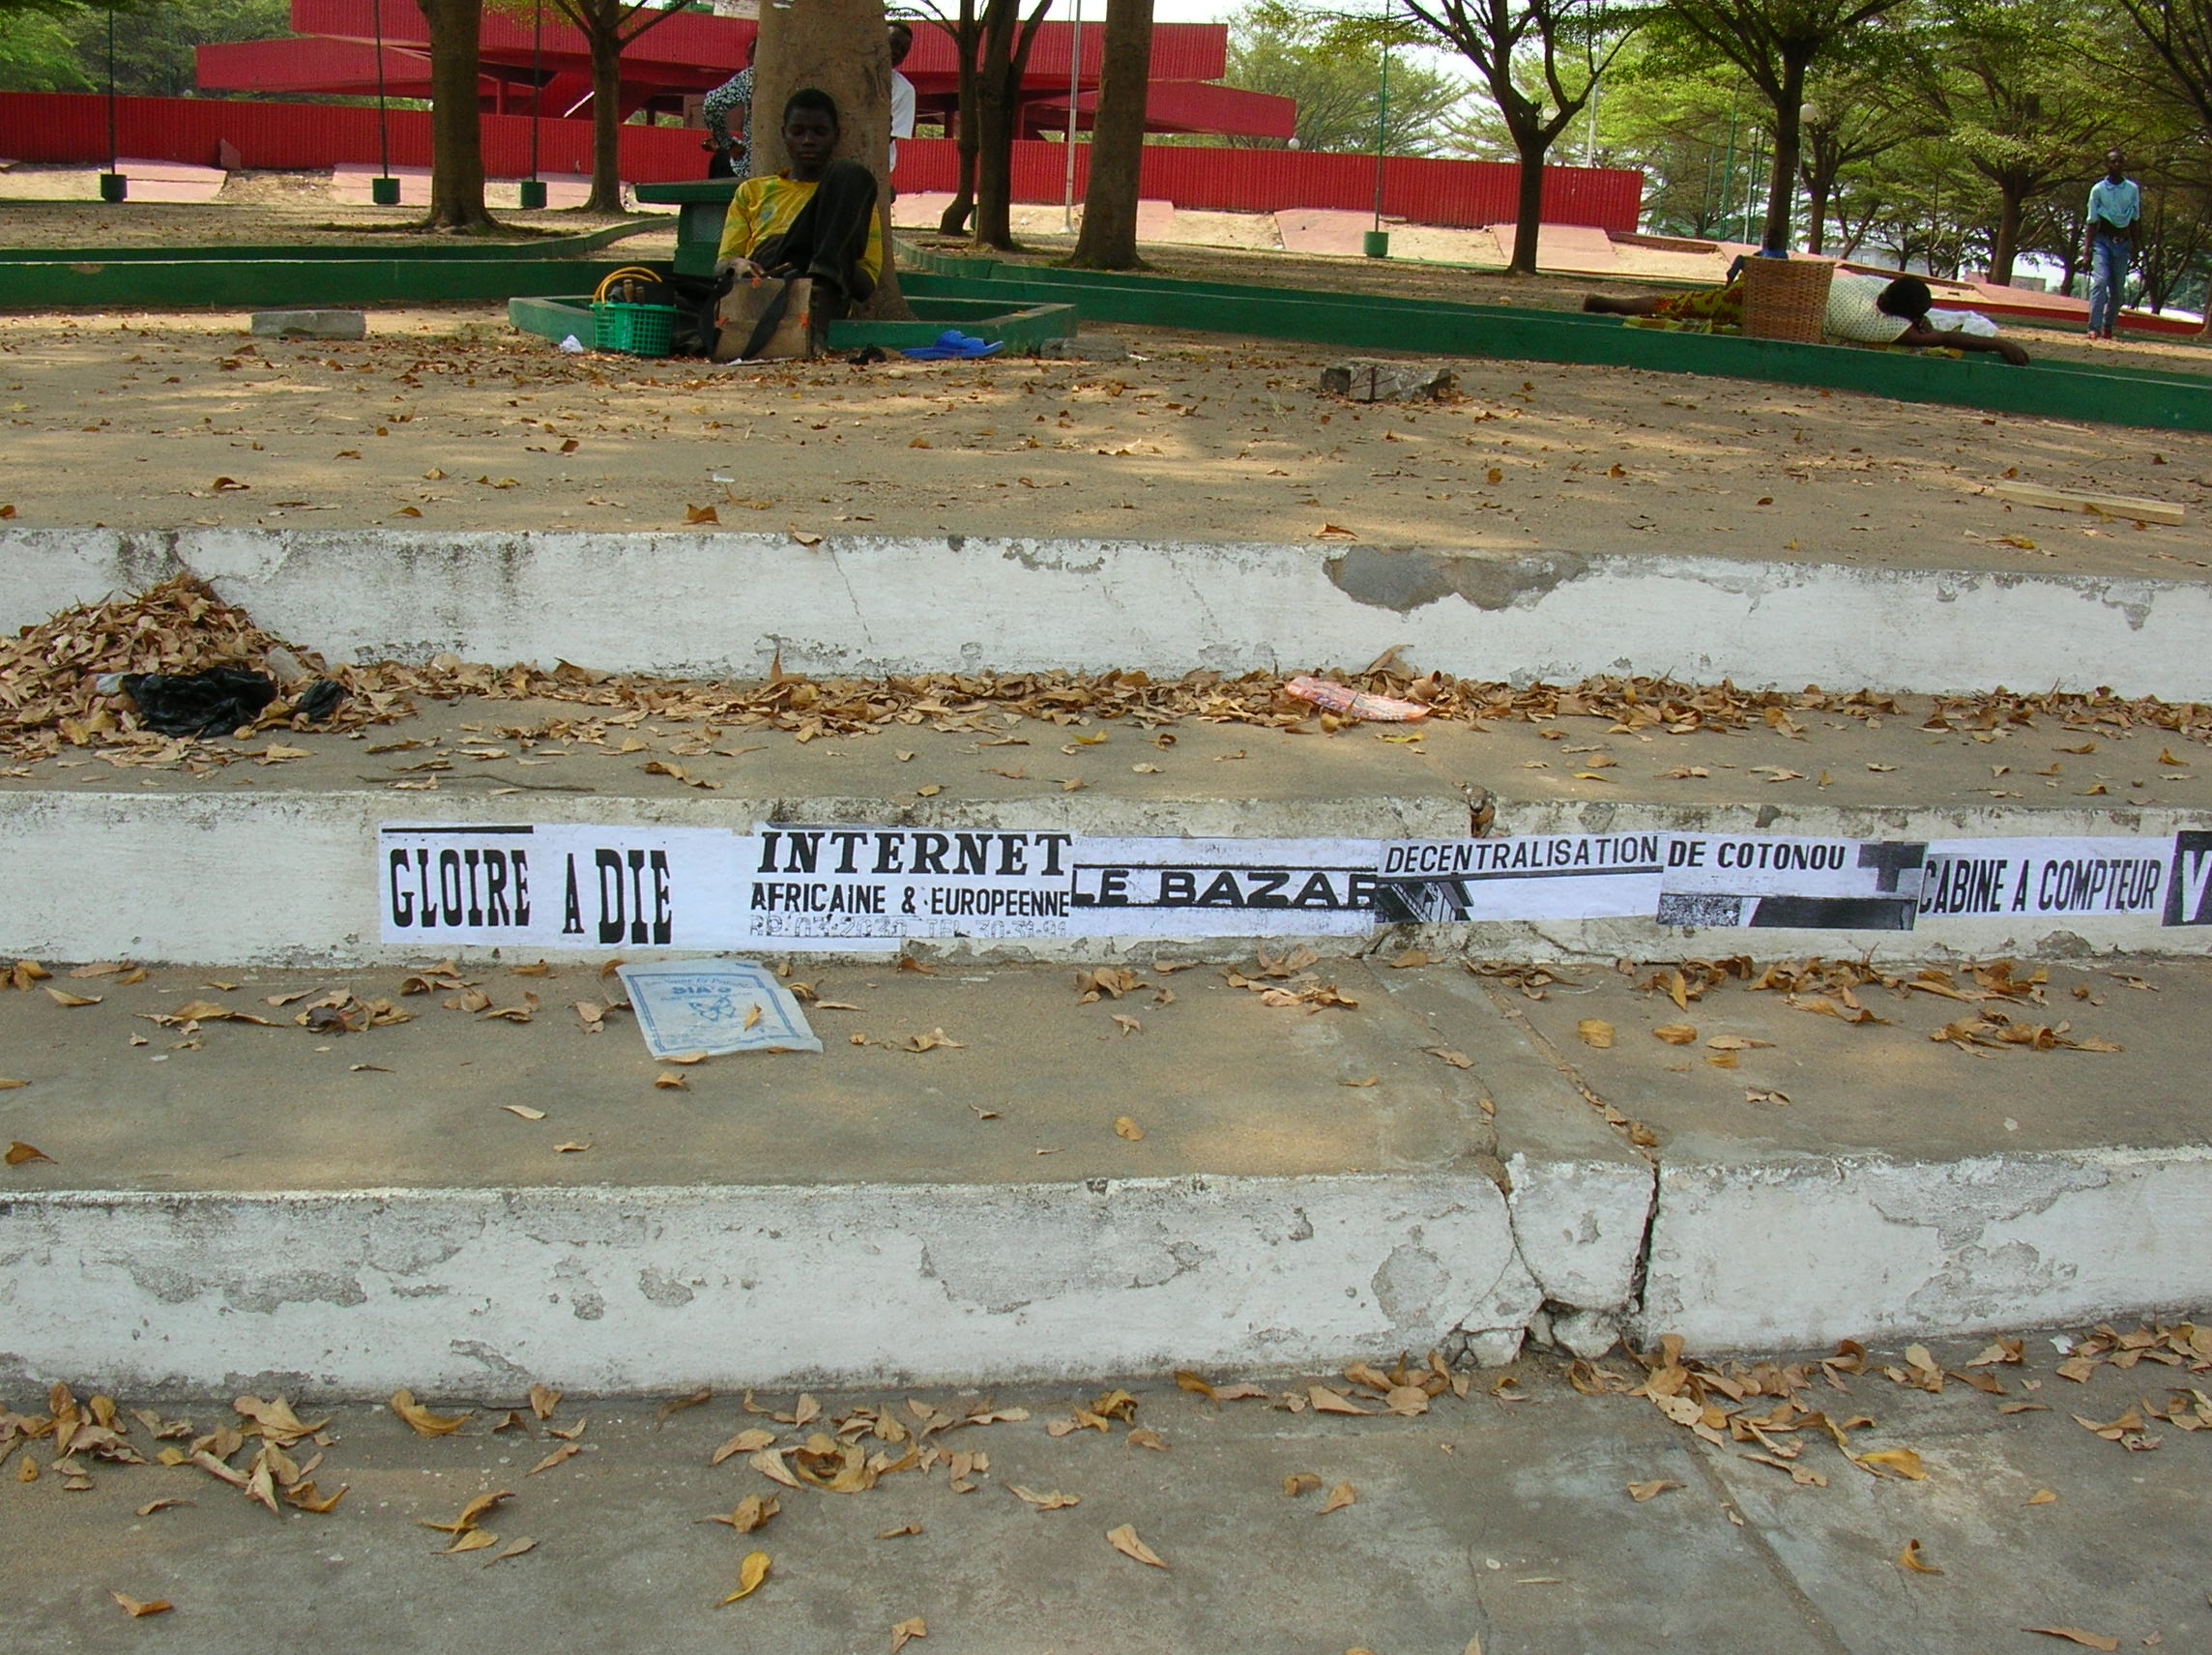 GLOIRE A DIE
INTERNET
AFRICAINE & EUROPEENNE
LE BAZAR
DECENTRALISATION
DE COTONOU
CABINE A COMPTEUR